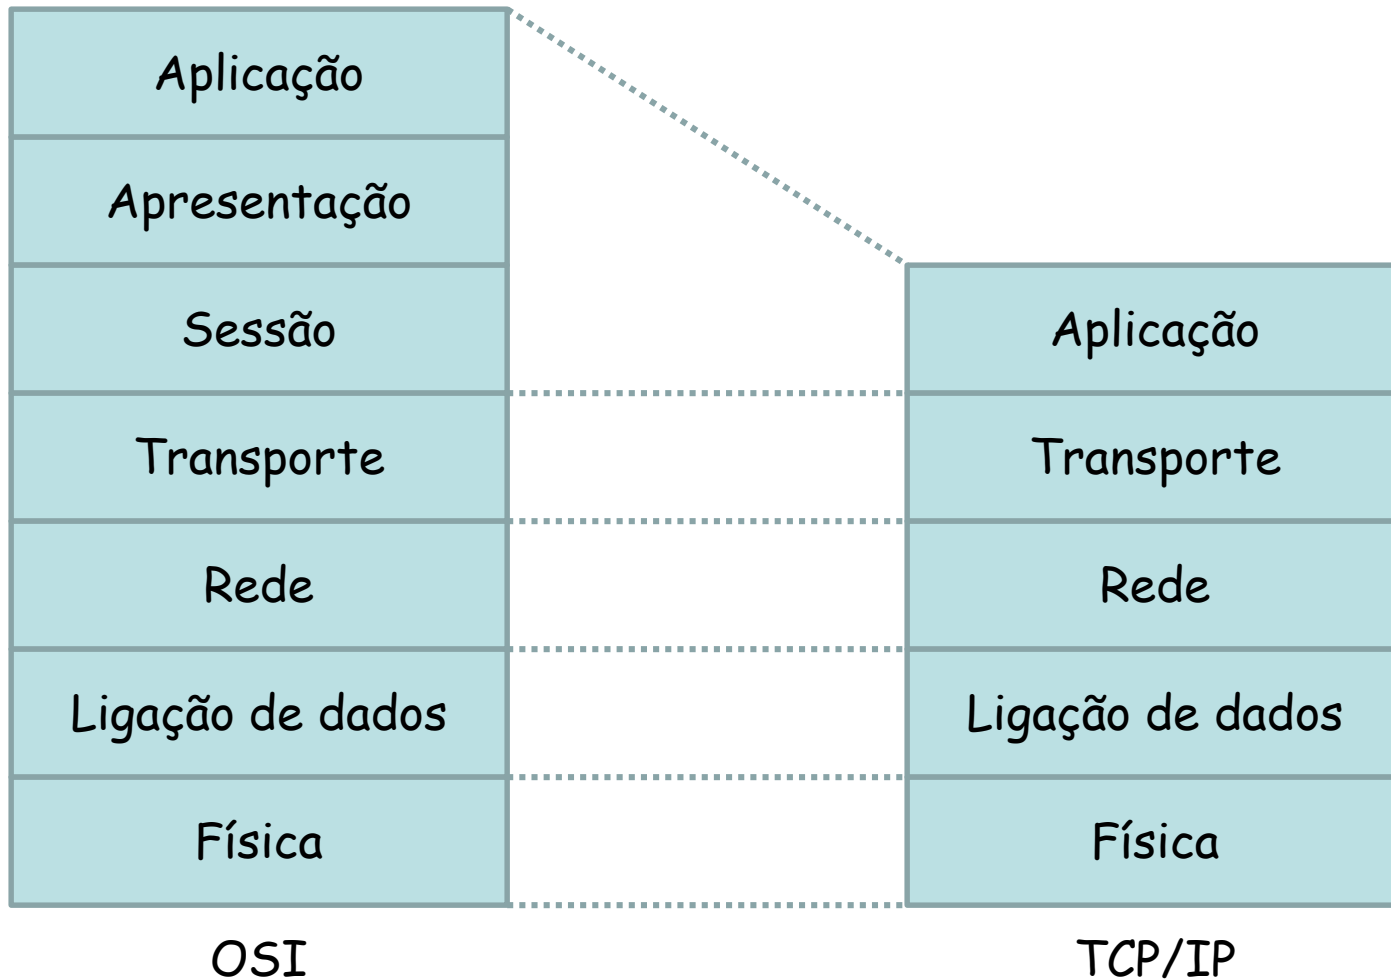 Aplicação
Apresentação
Sessão
Transporte
Rede
Ligação de dados
Física
OSI
Aplicação
Transporte
Rede
Ligação de dados
Física
TCP/IP